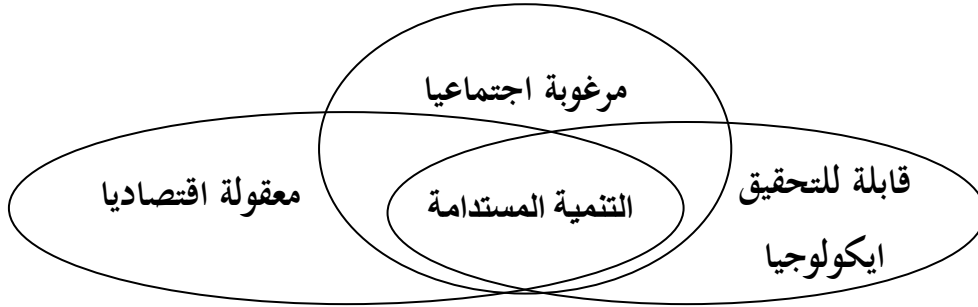 مرغوبة اجتماعيا
قابلة للتحقيق
ايكولوجيا
التنمية المستدامة
معقولة اقتصاديا